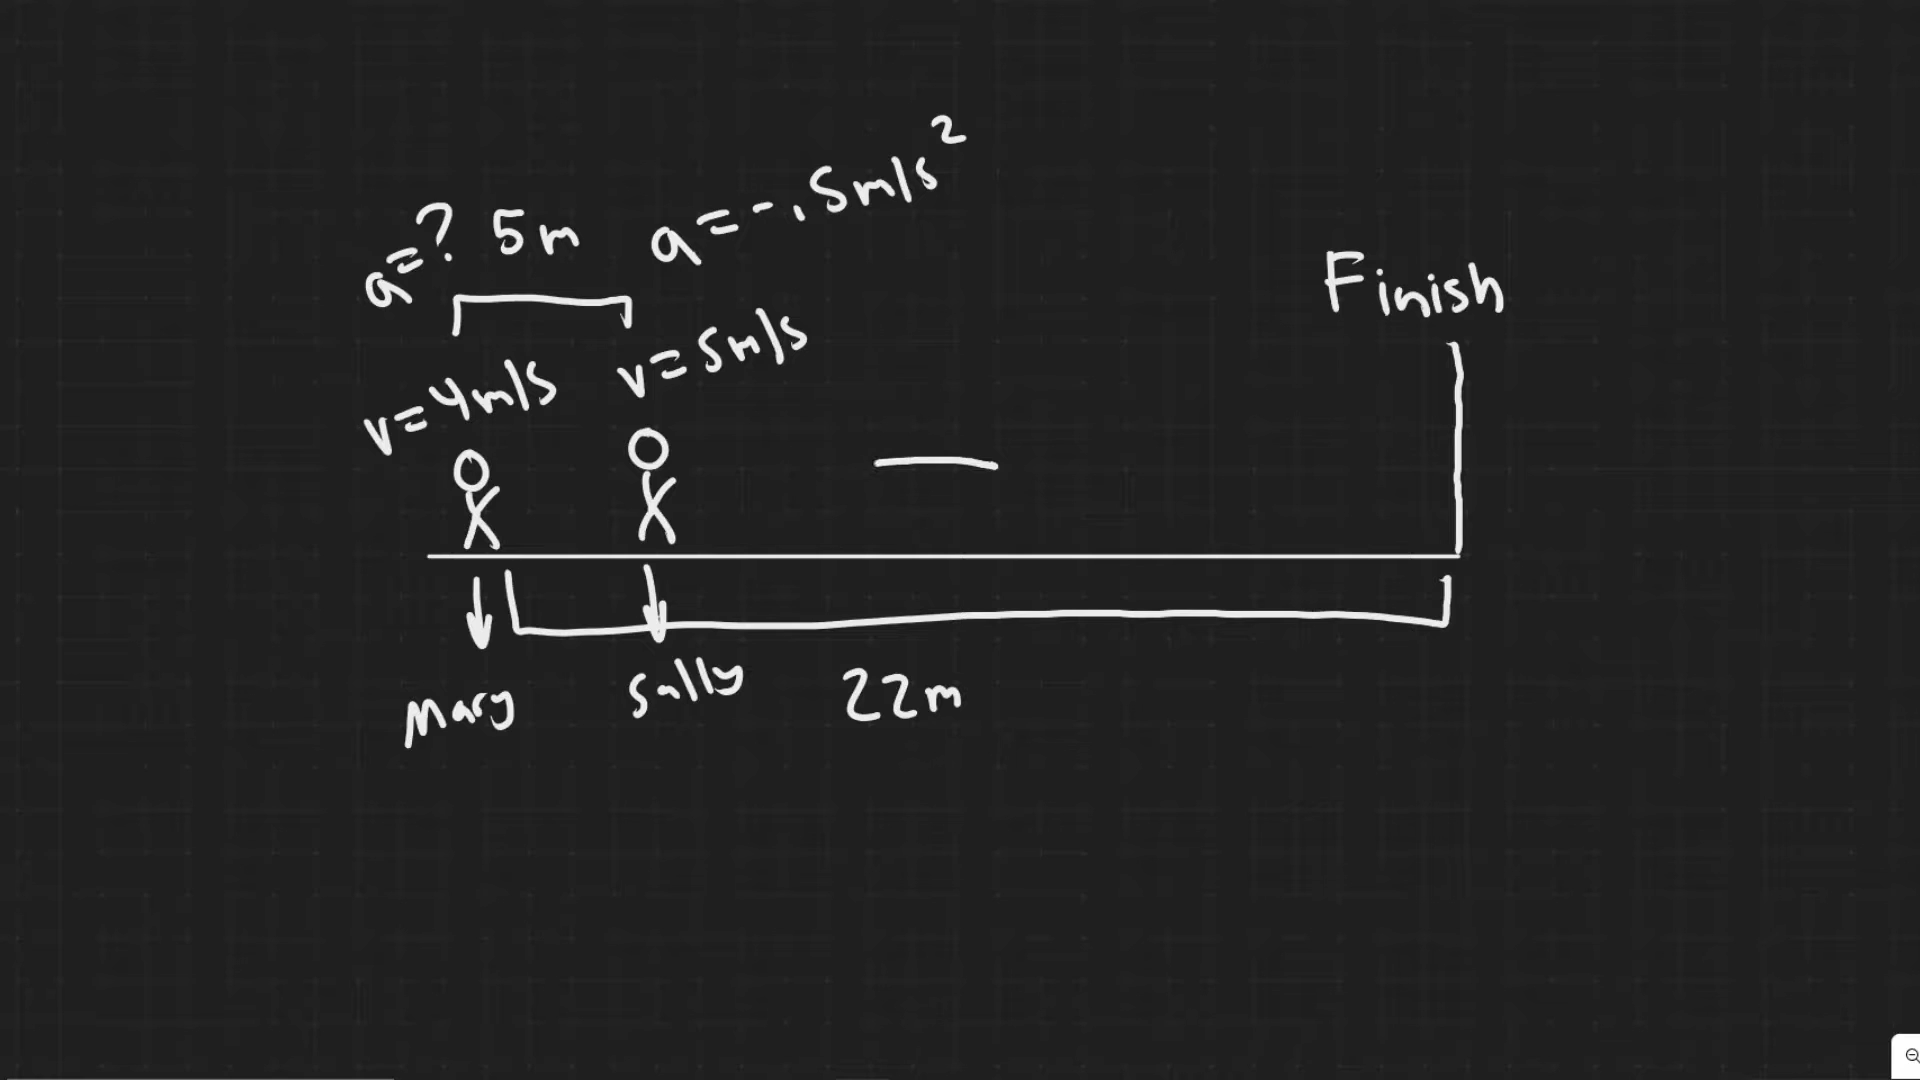 a=?
5m
a=-.5m/s²
Finish
v=4m/s
v=5m/s
Mary
Sally
22m